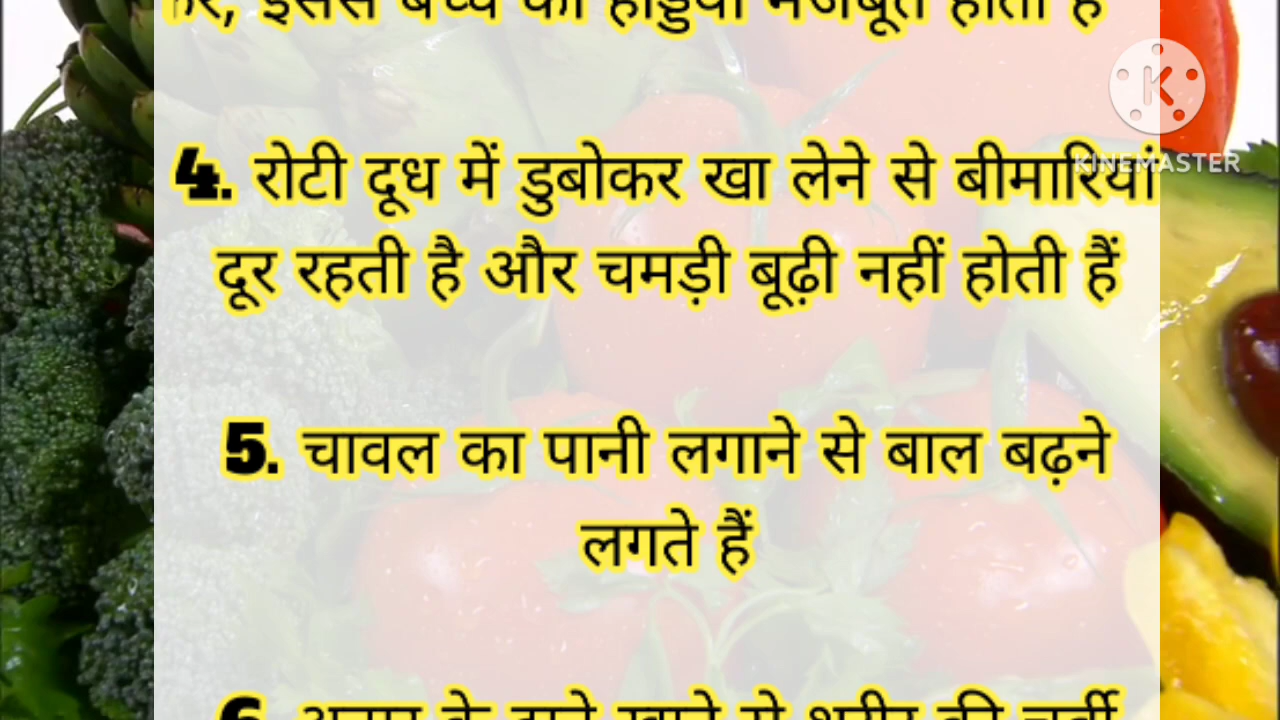 इससे बच्चे की हड्डियां मजबूत होती है
K
KINEMASTER
4. रोटी दूध में डुबोकर खा लेने से बीमारियां
दूर रहती है और चमड़ी बूढ़ी नहीं होती हैं
5. चावल का पानी लगाने से बाल बढ़ने
लगते हैं
6. के दाने खाने से शरीर की चर्बी